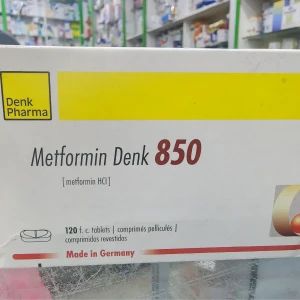 Denk
Pharma
Metformin Denk 850
[metformin HCl]
120 f. c. tablets | comprimés pelliculés |
comprimidos revestidos
Made in Germany